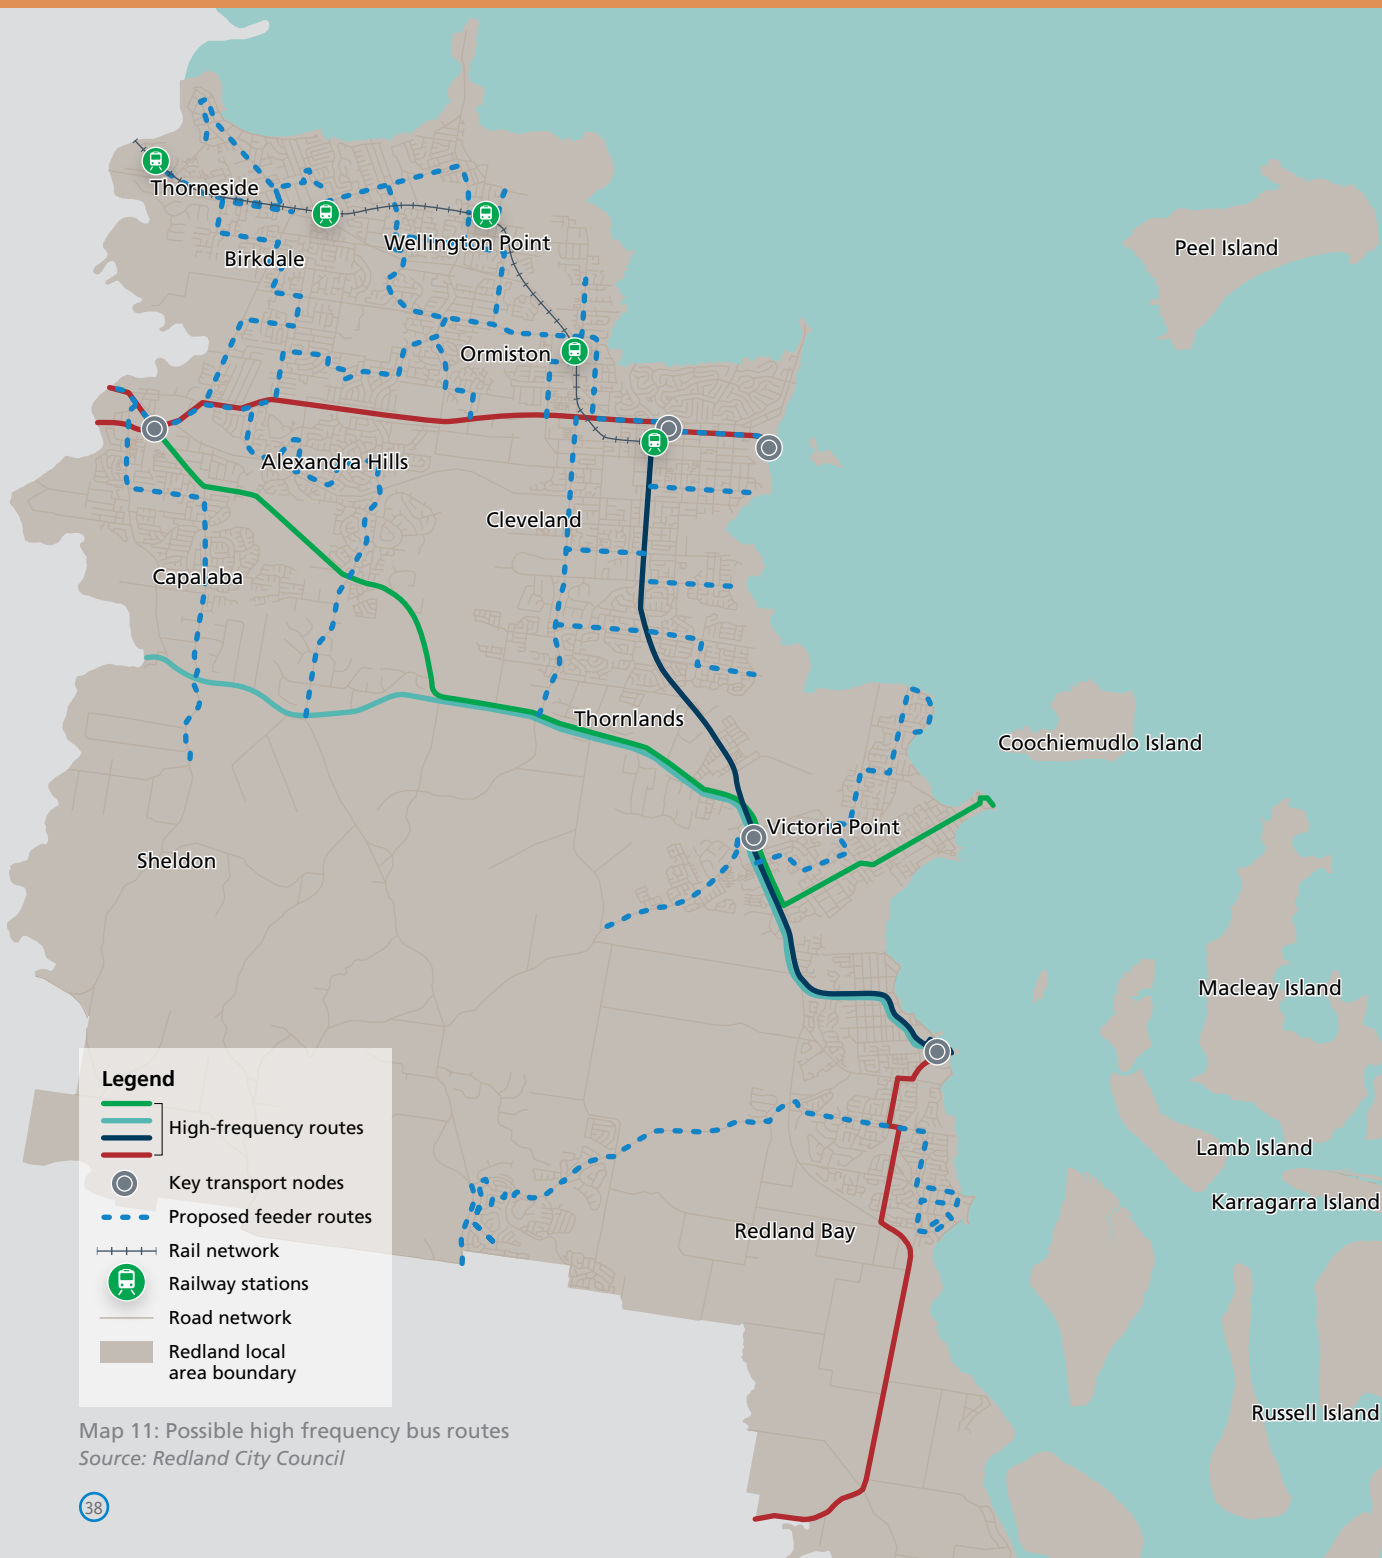 Thorneside
Birkdale
Wellington Point
Peel Island
Ormiston
Alexandra Hills
Cleveland
Capalaba
Thornlands
Coochiemudlo Island
Victoria Point
Sheldon
Macleay Island
Lamb Island
Karragarra Island
Redland Bay
Russell Island
Legend
High-frequency routes
Key transport nodes
Proposed feeder routes
Rail network
Railway stations
Road network
Redland local
area boundary
Map 11: Possible high frequency bus routes
Source: Redland City Council
38